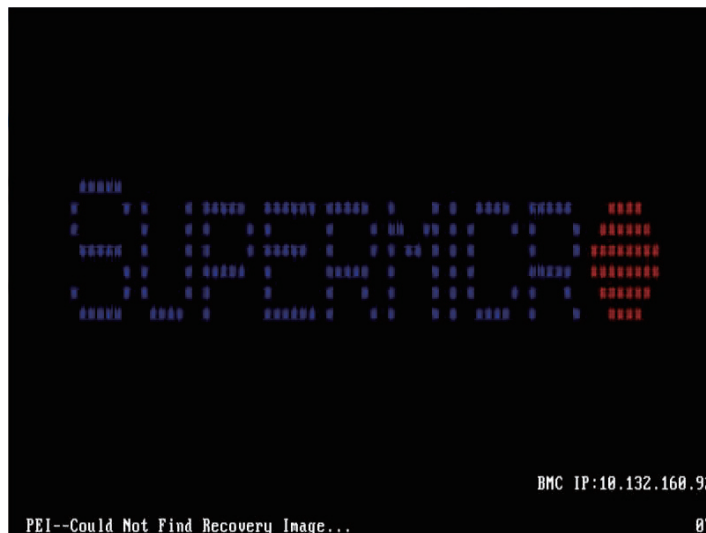 SUPERMICRO
BMC IP:10.132.160.9
PEI--Could Not Find Recovery Image...